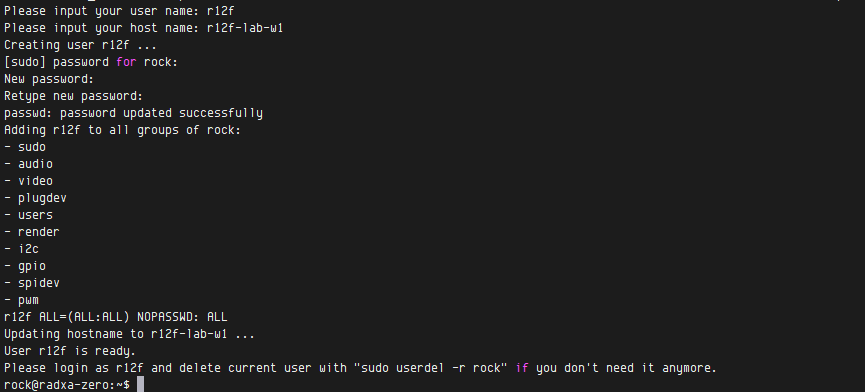 Please input your user name: r12f
Please input your host name: r12f-lab-w1
Creating user r12f ...
[sudo] password for rock:
New password:
Retype new password:
passwd: password updated successfully
Adding r12f to all groups of rock:
- sudo
- audio
- video
- plugdev
- users
- render
- i2c
- gpio
- spidev
- pwm
r12f ALL=(ALL:ALL) NOPASSWD: ALL
Updating hostname to r12f-lab-w1 ...
User r12f is ready.
Please login as r12f and delete current user with "sudo userdel -r rock" if you don't need it anymore.
rock@radxa-zero:~$